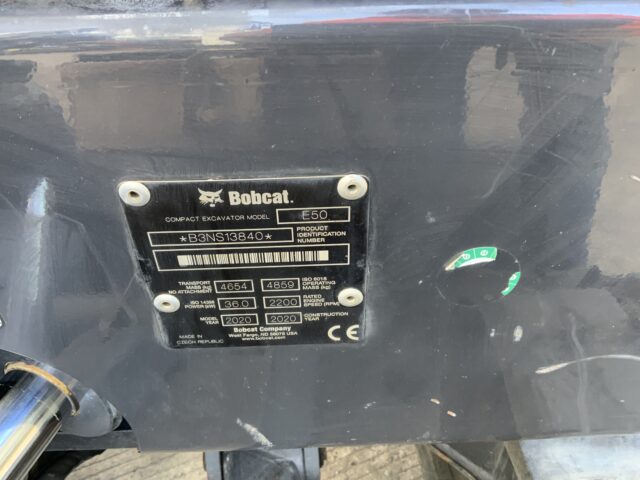 Bobcat.
COMPACT EXCAVATOR MODEL E50
*B3NS13840* PRODUCT IDENTIFICATION NUMBER
TRANSPORT MASS (kg) NO ATTACHMENT 4654 4859 ISO 6016 OPERATING MASS (kg)
ISO 14396 POWER (kW) 36.0 2200 RATED ENGINE SPEED (RPM)
MODEL YEAR 2020 2020 CONSTRUCTION YEAR
MADE IN CZECH REPUBLIC
Bobcat Company
West Fargo, ND 58078 USA
www.bobcat.com
CE